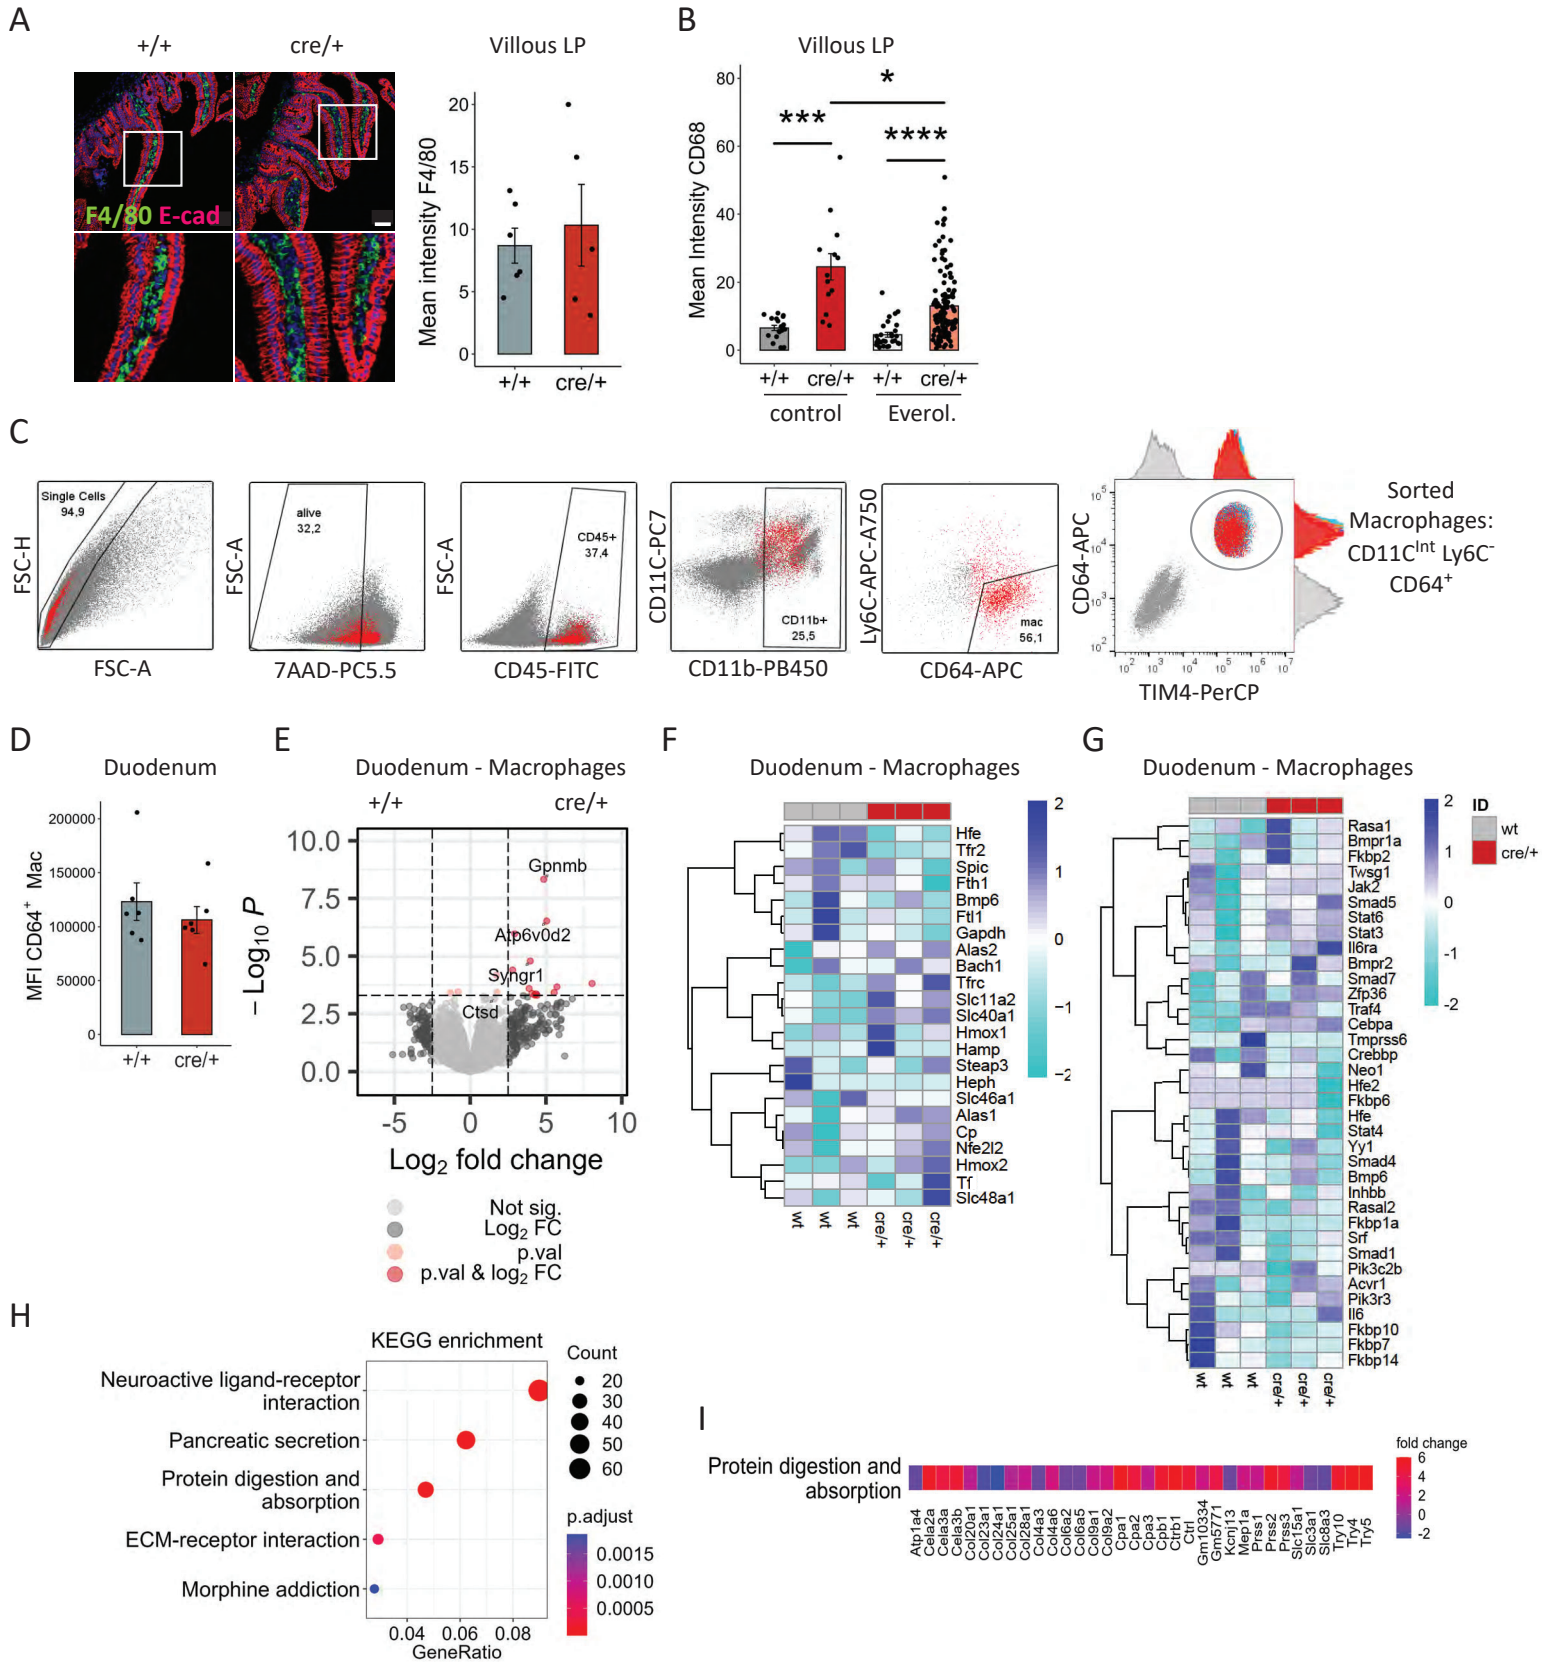 A
+/+
cre/+
Villous LP
F4/80 E-cad
Mean intensity F4/80
20
15
10
5
0
+/+
cre/+
B
Villous LP
Mean Intensity CD68
80
60
40
20
0
*
***
****
+/+
cre/+
+/+
cre/+
control
Everol.
C
Single Cells
94,9
FSC-H
FSC-A
alive
32,2
FSC-A
7AAD-PC5.5
CD45+
37,4
FSC-A
CD45-FITC
CD11b+
25,5
CD11C-PC7
CD11b-PB450
mac
56,1
Ly6C-APC-A750
CD64-APC
CD64-APC
10⁵
10⁴
10³
10²
10² 10³ 10⁴ 10⁵ 10⁶ 10⁷
TIM4-PerCP
Sorted
Macrophages:
CD11C^Int Ly6C⁻
CD64⁺
D
Duodenum
MFI CD64⁺ Mac
200000
150000
100000
50000
0
+/+
cre/+
E
Duodenum - Macrophages
+/+
cre/+
– Log₁₀ P
10.0
7.5
5.0
2.5
0.0
Gpnmb
Atp6v0d2
Syngr1
Ctsd
-5
0
5
10
Log₂ fold change
Not sig.
Log₂ FC
p.val
p.val & log₂ FC
F
Duodenum - Macrophages
Hfe
Tfr2
Spic
Fth1
Bmp6
Ftl1
Gapdh
Alas2
Bach1
Tfrc
Slc11a2
Slc40a1
Hmox1
Hamp
Steap3
Heph
Slc46a1
Alas1
Cp
Nfe2l2
Hmox2
Tf
Slc48a1
wt
wt
wt
cre/+
cre/+
cre/+
2
1
0
−1
−2
G
Duodenum - Macrophages
Rasa1
Bmpr1a
Fkbp2
Twsg1
Jak2
Smad5
Stat6
Stat3
Il6ra
Bmpr2
Smad7
Zfp36
Traf4
Cebpa
Tmprss6
Crebbp
Neo1
Hfe2
Fkbp6
Hfe
Stat4
Yy1
Smad4
Bmp6
Inhbb
Rasal2
Fkbp1a
Srf
Smad1
Pik3c2b
Acvr1
Pik3r3
Il6
Fkbp10
Fkbp7
Fkbp14
wt
wt
wt
cre/+
cre/+
cre/+
2
1
0
-1
-2
ID
wt
cre/+
H
KEGG enrichment
Neuroactive ligand-receptor
interaction
Pancreatic secretion
Protein digestion and
absorption
ECM-receptor interaction
Morphine addiction
0.04 0.06 0.08
GeneRatio
Count
20
30
40
50
60
p.adjust
0.0015
0.0010
0.0005
I
Protein digestion and
absorption
Atp1a4
Cela2a
Cela3a
Cela3b
Col20a1
Col23a1
Col24a1
Col25a1
Col28a1
Col4a3
Col4a6
Col6a2
Col6a5
Col9a1
Col9a2
Cpa1
Cpa2
Cpa3
Cpb1
Ctrb1
Ctrl
Gm10334
Gm5771
Kcnj13
Mep1a
Prss1
Prss2
Prss3
Slc15a1
Slc3a1
Slc8a3
Try10
Try4
Try5
fold change
6
4
2
0
-2